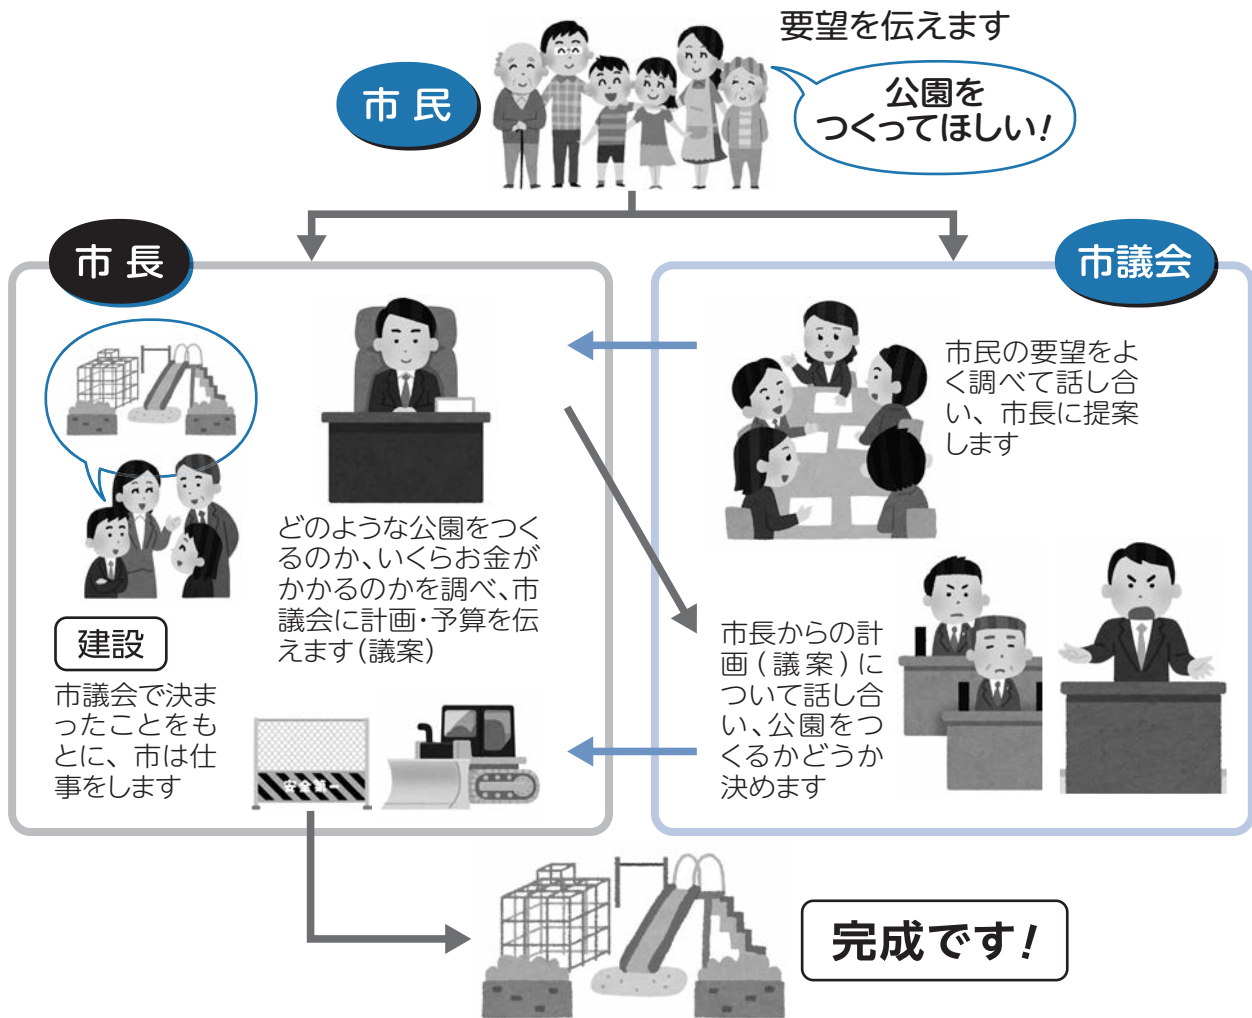 要望を伝えます
市民
公園を
つくってほしい！
市長
市議会
市民の要望をよ
く調べて話し合
い、市長に提案
します
どのような公園をつく
るのか、いくらお金が
かかるのかを調べ、市
議会に計画・予算を伝
えます（議案）
建設
市議会で決ま
ったことをも
とに、市は仕
事をします
市長からの計
画（議案）に
ついて話し合
い、公園をつ
くるかどうか
決めます
安全第一
完成です！